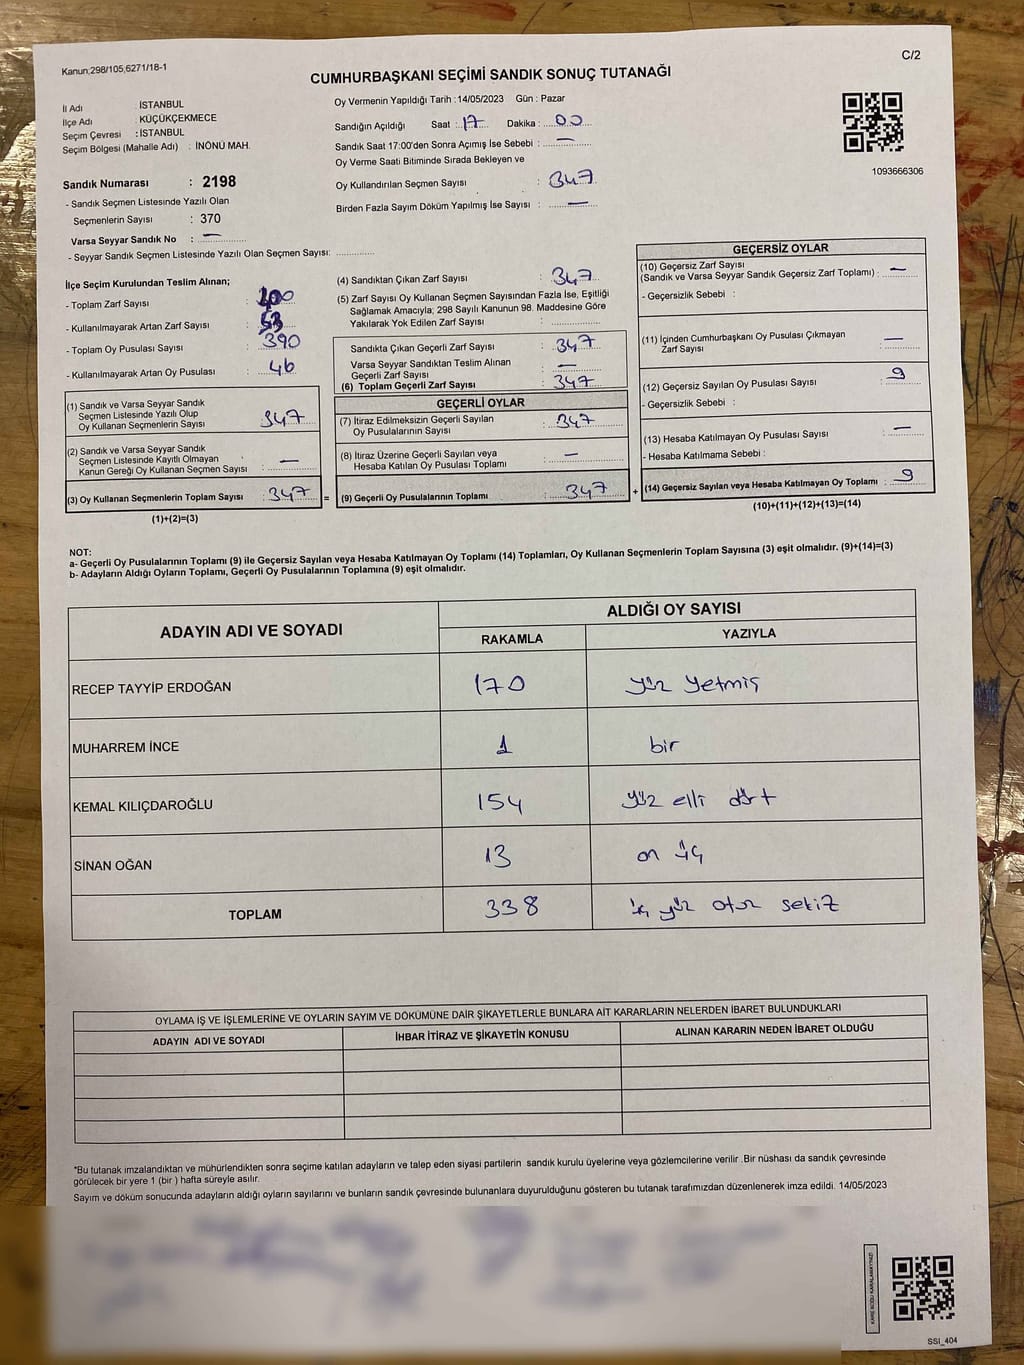 Kanun;298/105,6271/18-1
C/2
CUMHURBAŞKANI SEÇİMİ SANDIK SONUÇ TUTANAĞI
İl Adı : İSTANBUL
İlçe Adı : KÜÇÜKÇEKMECE
Seçim Çevresi : İSTANBUL
Seçim Bölgesi (Mahalle Adı) : İNÖNÜ MAH.
Sandık Numarası : 2198
- Sandık Seçmen Listesinde Yazılı Olan
Seçmenlerin Sayısı : 370
Varsa Seyyar Sandık No : —
- Seyyar Sandık Seçmen Listesinde Yazılı Olan Seçmen Sayısı: ...............
Oy Vermenin Yapıldığı Tarih :14/05/2023 Gün : Pazar
Sandığın Açıldığı Saat : 17 Dakika : 00
Sandık Saat 17:00'den Sonra Açımış İse Sebebi : —
Oy Verme Saati Bitiminde Sırada Bekleyen ve
Oy Kullandırılan Seçmen Sayısı : 347
Birden Fazla Sayım Döküm Yapılmış İse Sayısı : —
1093666306
İlçe Seçim Kurulundan Teslim Alınan;
- Toplam Zarf Sayısı : 400
- Kullanılmayarak Artan Zarf Sayısı : 53
- Toplam Oy Pusulası Sayısı : 390
- Kullanılmayarak Artan Oy Pusulası : 46
(1) Sandık ve Varsa Seyyar Sandık
Seçmen Listesinde Yazılı Olup
Oy Kullanan Seçmenlerin Sayısı : 347
(2) Sandık ve Varsa Seyyar Sandık
Seçmen Listesinde Kayıtlı Olmayan
Kanun Gereği Oy Kullanan Seçmen Sayısı : —
(3) Oy Kullanan Seçmenlerin Toplam Sayısı : 347 =
(1)+(2)=(3)
(4) Sandıktan Çıkan Zarf Sayısı : 347
(5) Zarf Sayısı Oy Kullanan Seçmen Sayısından Fazla İse, Eşitliği
Sağlamak Amacıyla; 298 Sayılı Kanunun 98. Maddesine Göre
Yakılarak Yok Edilen Zarf Sayısı : ...............
Sandıkta Çıkan Geçerli Zarf Sayısı : 347
Varsa Seyyar Sandıktan Teslim Alınan
Geçerli Zarf Sayısı : —
(6) Toplam Geçerli Zarf Sayısı : 347
GEÇERLİ OYLAR
(7) İtiraz Edilmeksizin Geçerli Sayılan
Oy Pusulalarının Sayısı : 347
(8) İtiraz Üzerine Geçerli Sayılan veya
Hesaba Katılan Oy Pusulası Toplamı : —
(9) Geçerli Oy Pusulalarının Toplamı : 347 +
GEÇERSİZ OYLAR
(10) Geçersiz Zarf Sayısı
(Sandık ve Varsa Seyyar Sandık Geçersiz Zarf Toplamı) : —
- Geçersizlik Sebebi :
(11) İçinden Cumhurbaşkanı Oy Pusulası Çıkmayan
Zarf Sayısı : —
(12) Geçersiz Sayılan Oy Pusulası Sayısı : 9
- Geçersizlik Sebebi :
(13) Hesaba Katılmayan Oy Pusulası Sayısı : —
- Hesaba Katılmama Sebebi :
(14) Geçersiz Sayılan veya Hesaba Katılmayan Oy Toplamı : 9
(10)+(11)+(12)+(13)=(14)
NOT:
a- Geçerli Oy Pusulalarının Toplamı (9) ile Geçersiz Sayılan veya Hesaba Katılmayan Oy Toplamı (14) Toplamları, Oy Kullanan Seçmenlerin Toplam Sayısına (3) eşit olmalıdır. (9)+(14)=(3)
b- Adayların Aldığı Oyların Toplamı, Geçerli Oy Pusulalarının Toplamına (9) eşit olmalıdır.
ADAYIN ADI VE SOYADI
ALDIĞI OY SAYISI
RAKAMLA YAZIYLA
RECEP TAYYİP ERDOĞAN 170 yüz yetmiş
MUHARREM İNCE 1 bir
KEMAL KILIÇDAROĞLU 154 yüz elli dört
SİNAN OĞAN 13 on üç
TOPLAM 338 yüz otuz sekiz
OYLAMA İŞ VE İŞLEMLERİNE VE OYLARIN SAYIM VE DÖKÜMÜNE DAİR ŞİKAYETLERLE BUNLARA AİT KARARLARIN NELERDEN İBARET BULUNDUKLARI
ADAYIN ADI VE SOYADI İHBAR İTİRAZ VE ŞİKAYETİN KONUSU ALINAN KARARIN NEDEN İBARET OLDUĞU
*Bu tutanak imzalandıktan ve mühürlendikten sonra seçime katılan adayların ve talep eden siyasi partilerin sandık kurulu üyelerine veya gözlemcilerine verilir .Bir nüshası da sandık çevresinde
görülecek bir yere 1 (bir ) hafta süreyle asılır.
Sayım ve döküm sonucunda adayların aldığı oyların sayılarını ve bunların sandık çevresinde bulunanlara duyurulduğunu gösteren bu tutanak tarafımızdan düzenlenerek imza edildi. 14/05/2023
KARE KODU KARALAMAYINIZ!
SSI_404